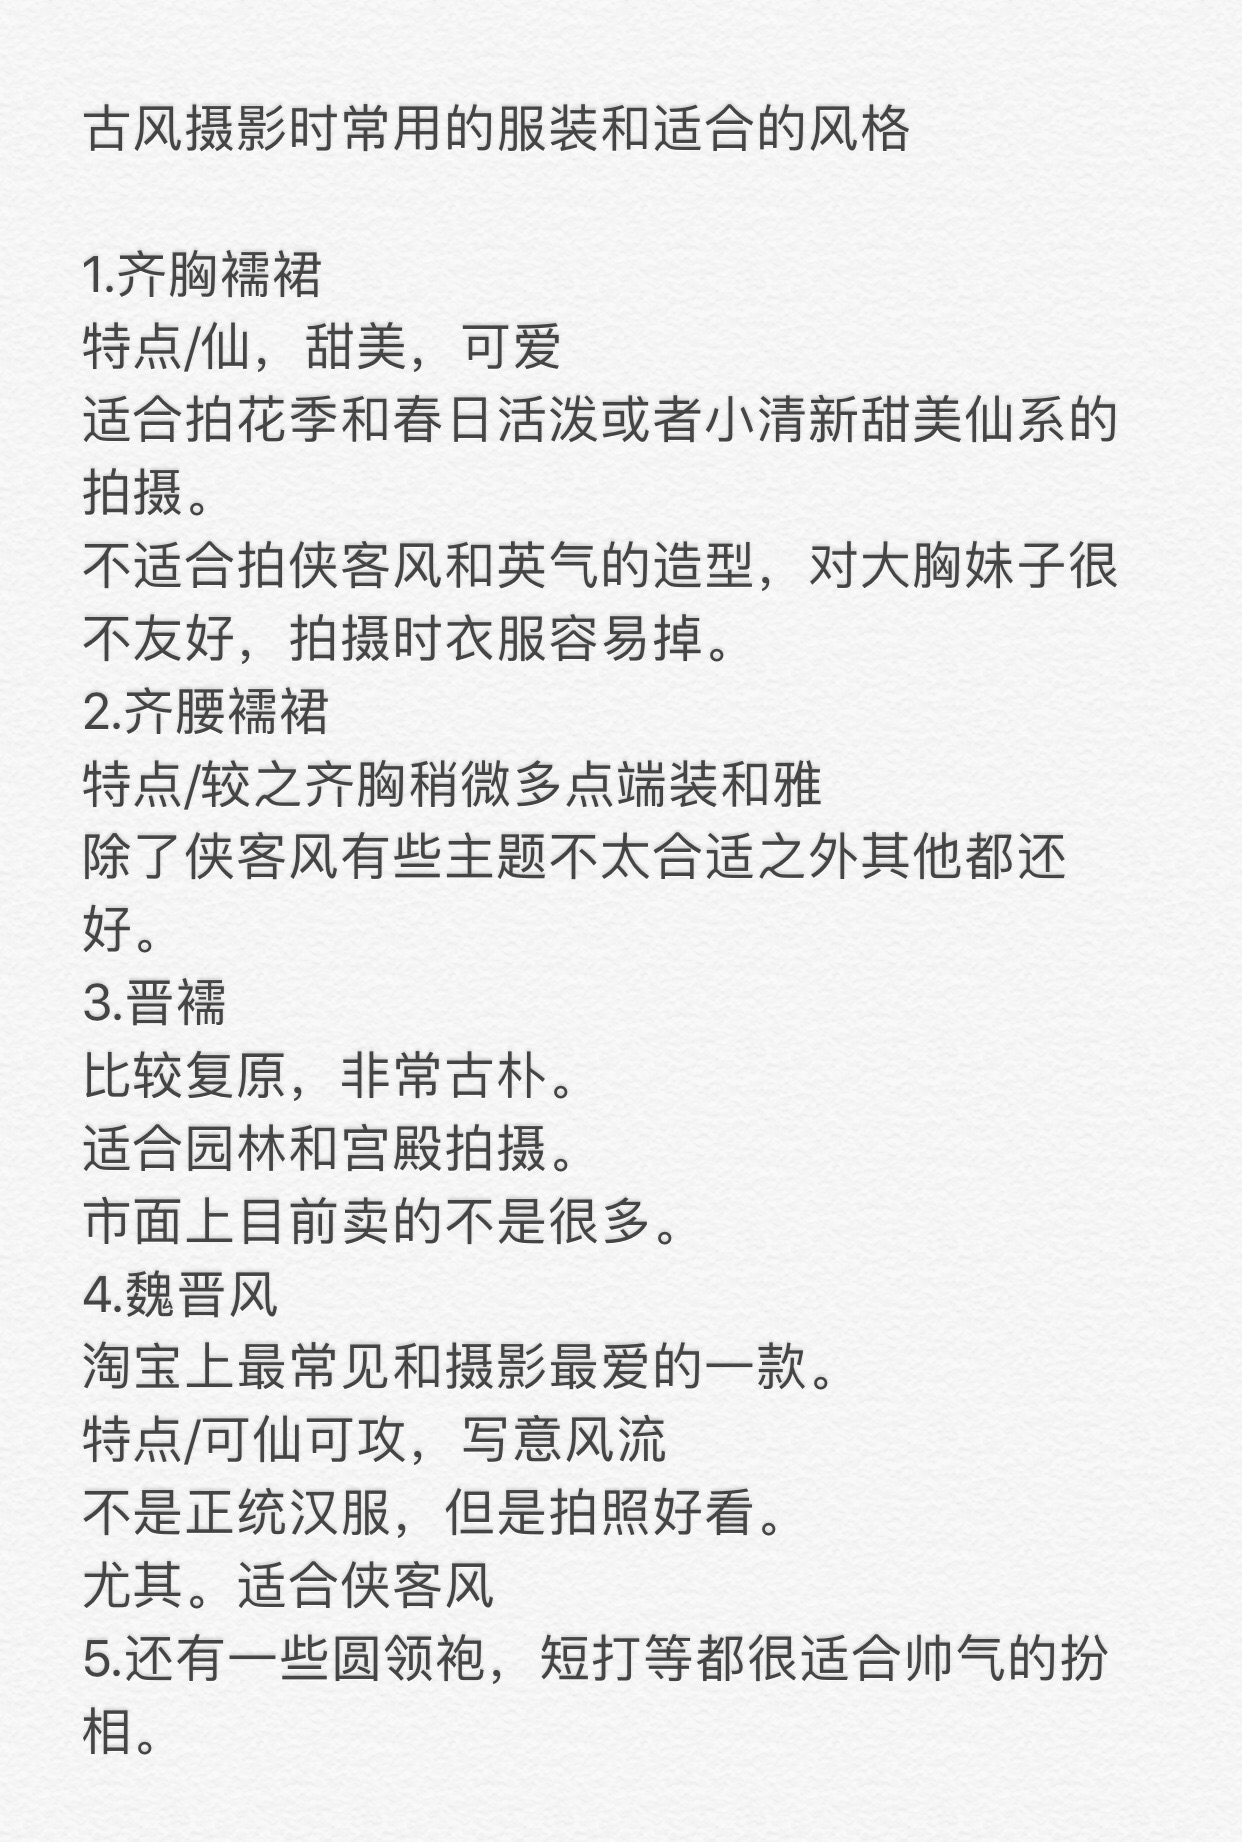 古风摄影时常用的服装和适合的风格
1.齐胸襦裙
特点/仙，甜美，可爱
适合拍花季和春日活泼或者小清新甜美仙系的
拍摄。
不适合拍侠客风和英气的造型，对大胸妹子很
不友好，拍摄时衣服容易掉。
2.齐腰襦裙
特点/较之齐胸稍微多点端装和雅
除了侠客风有些主题不太合适之外其他都还
好。
3.晋襦
比较复原，非常古朴。
适合园林和宫殿拍摄。
市面上目前卖的不是很多。
4.魏晋风
淘宝上最常见和摄影最爱的一款。
特点/可仙可攻，写意风流
不是正统汉服，但是拍照好看。
尤其。适合侠客风
5.还有一些圆领袍，短打等都很适合帅气的扮
相。